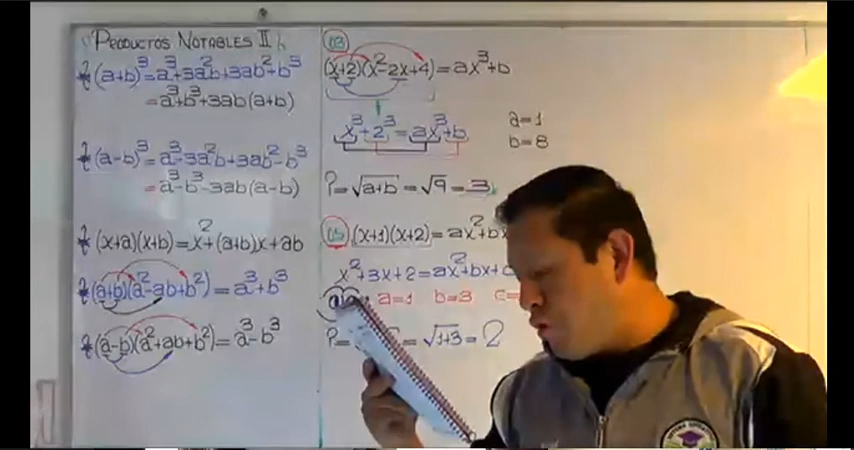 PRODUCTOS NOTABLES II
* (a+b)³=a³+3a²b+3ab²+b³
=a³+b³+3ab(a+b)
* (a-b)³=a³-3a²b+3ab²-b³
=a³-b³-3ab(a-b)
* (x+a)(x+b)=x²+(a+b)x+ab
* (a+b)(a²-ab+b²)=a³+b³
* (a-b)(a²+ab+b²)=a³-b³
03
(x+2)(x²-2x+4)=ax³+b
x³+2³=ax³+b
a=1
b=8
P=√a+b=√9=3
05 (x+1)(x+2)=ax²+bx
x²+3x+2=ax²+bx+c
a=1 b=3 c=
P=
=√1+3=2